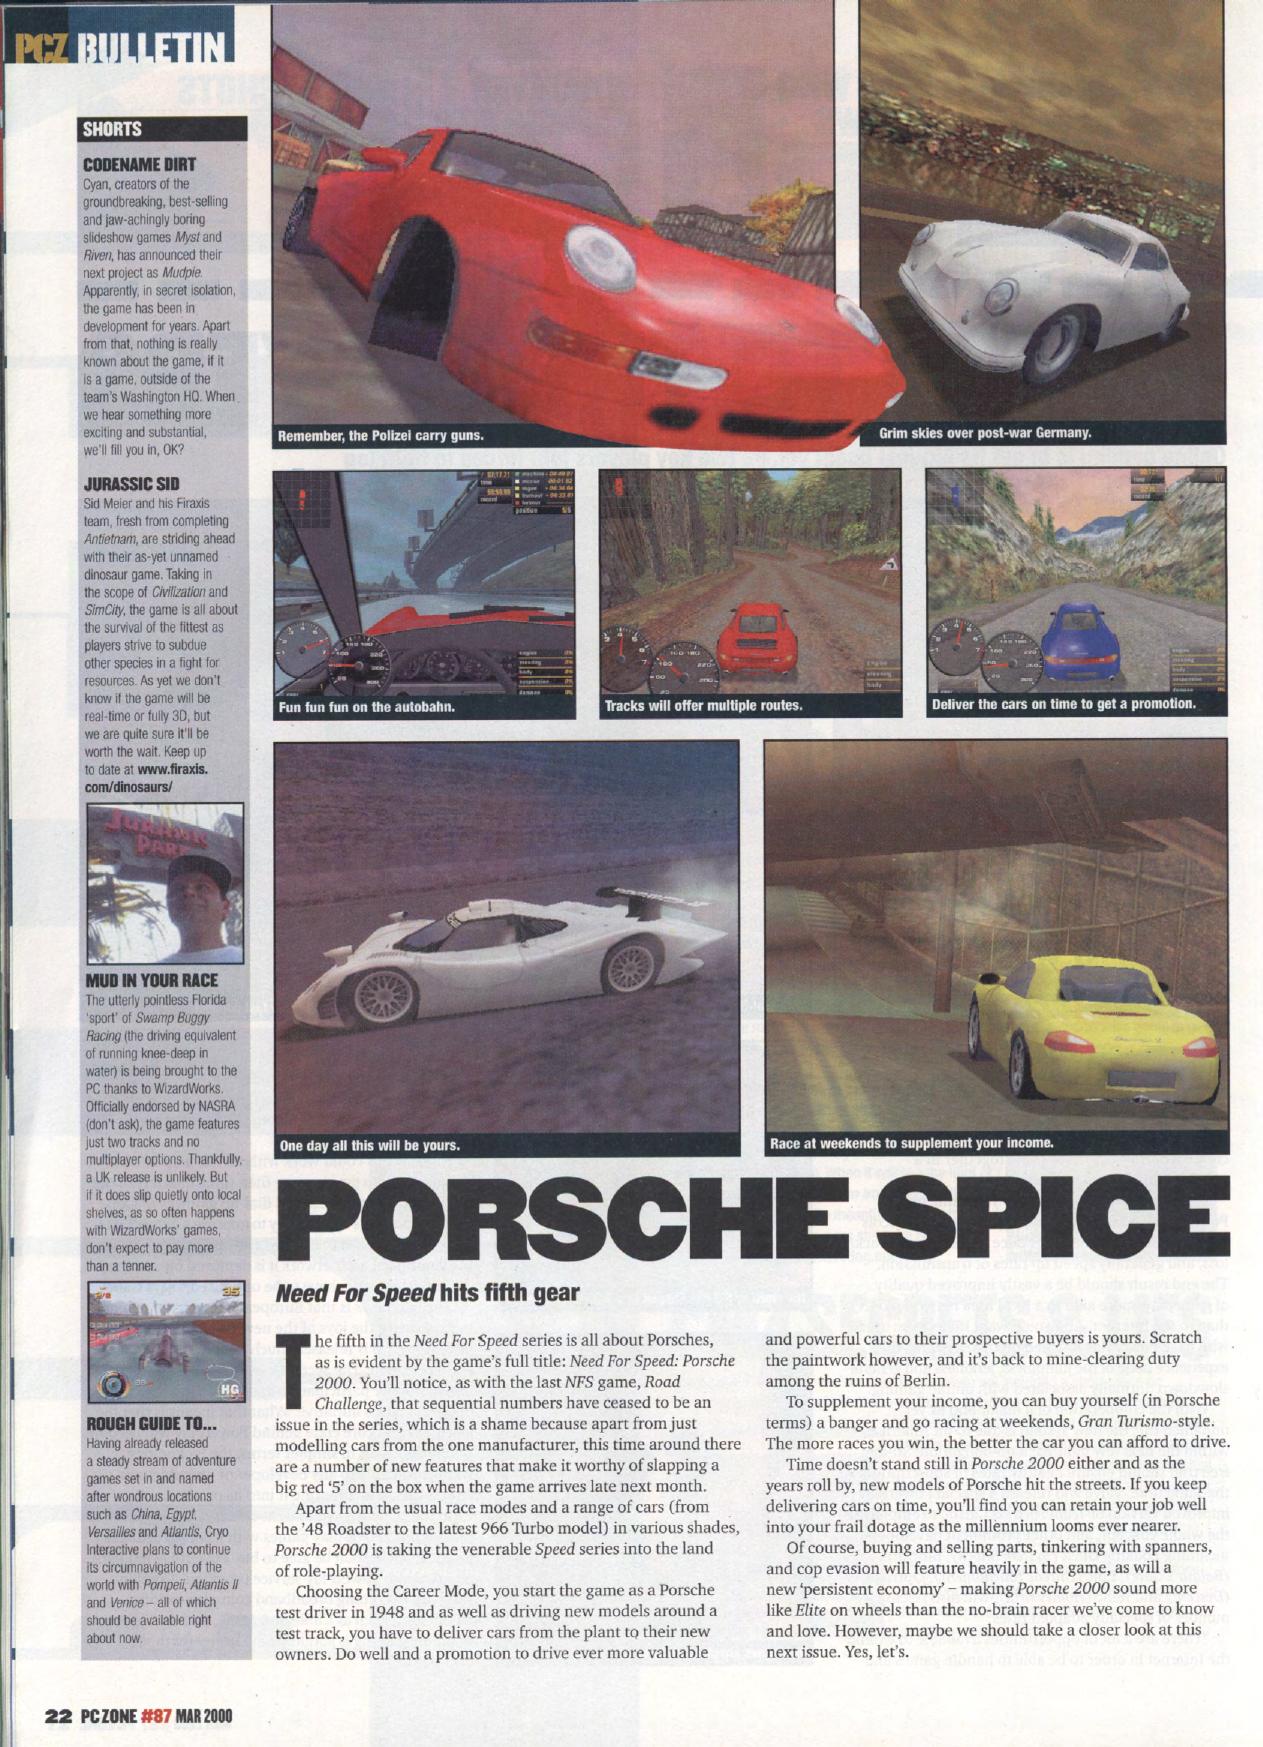 PCZ BULLETIN
SHORTS
CODENAME DIRT
Cyan, creators of the
groundbreaking, best-selling
and jaw-achingly boring
slideshow games Myst and
Riven, has announced their
next project as Mudpie.
Apparently, in secret isolation,
the game has been in
development for years. Apart
from that, nothing is really
known about the game, if it
is a game, outside of the
team's Washington HQ. When
we hear something more
exciting and substantial,
we'll fill you in, OK?
JURASSIC SID
Sid Meier and his Firaxis
team, fresh from completing
Antietnam, are striding ahead
with their as-yet unnamed
dinosaur game. Taking in
the scope of Civilization and
SimCity, the game is all about
the survival of the fittest as
players strive to subdue
other species in a fight for
resources. As yet we don't
know if the game will be
real-time or fully 3D, but
we are quite sure it'll be
worth the wait. Keep up
to date at www.firaxis.
com/dinosaurs/
JURASSIC
PARK
MUD IN YOUR RACE
The utterly pointless Florida
'sport' of Swamp Buggy
Racing (the driving equivalent
of running knee-deep in
water) is being brought to the
PC thanks to WizardWorks.
Officially endorsed by NASRA
(don't ask), the game features
just two tracks and no
multiplayer options. Thankfully,
a UK release is unlikely. But
if it does slip quietly onto local
shelves, as so often happens
with WizardWorks' games,
don't expect to pay more
than a tenner.
35
HG
ROUGH GUIDE TO...
Having already released
a steady stream of adventure
games set in and named
after wondrous locations
such as China, Egypt,
Versailles and Atlantis, Cryo
Interactive plans to continue
its circumnavigation of the
world with Pompeii, Atlantis II
and Venice – all of which
should be available right
about now.
Remember, the Polizei carry guns.
Grim skies over post-war Germany.
position 5/5
Fun fun fun on the autobahn.
Tracks will offer multiple routes.
Deliver the cars on time to get a promotion.
One day all this will be yours.
Race at weekends to supplement your income.
PORSCHE SPICE
Need For Speed hits fifth gear
The fifth in the Need For Speed series is all about Porsches,
as is evident by the game's full title: Need For Speed: Porsche
2000. You'll notice, as with the last NFS game, Road
Challenge, that sequential numbers have ceased to be an
issue in the series, which is a shame because apart from just
modelling cars from the one manufacturer, this time around there
are a number of new features that make it worthy of slapping a
big red '5' on the box when the game arrives late next month.
Apart from the usual race modes and a range of cars (from
the '48 Roadster to the latest 966 Turbo model) in various shades,
Porsche 2000 is taking the venerable Speed series into the land
of role-playing.
Choosing the Career Mode, you start the game as a Porsche
test driver in 1948 and as well as driving new models around a
test track, you have to deliver cars from the plant to their new
owners. Do well and a promotion to drive ever more valuable
and powerful cars to their prospective buyers is yours. Scratch
the paintwork however, and it's back to mine-clearing duty
among the ruins of Berlin.
To supplement your income, you can buy yourself (in Porsche
terms) a banger and go racing at weekends, Gran Turismo-style.
The more races you win, the better the car you can afford to drive.
Time doesn't stand still in Porsche 2000 either and as the
years roll by, new models of Porsche hit the streets. If you keep
delivering cars on time, you'll find you can retain your job well
into your frail dotage as the millennium looms ever nearer.
Of course, buying and selling parts, tinkering with spanners,
and cop evasion will feature heavily in the game, as will a
new 'persistent economy' – making Porsche 2000 sound more
like Elite on wheels than the no-brain racer we've come to know
and love. However, maybe we should take a closer look at this
next issue. Yes, let's.
22 PC ZONE #87 MAR 2000